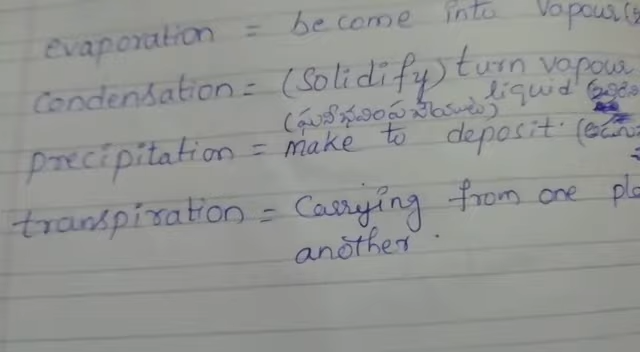 evaporation = become into vapour
condensation = (Solidify) turn vapour
liquid
precipitation = make to deposit.
transpiration = Carrying from one
another.